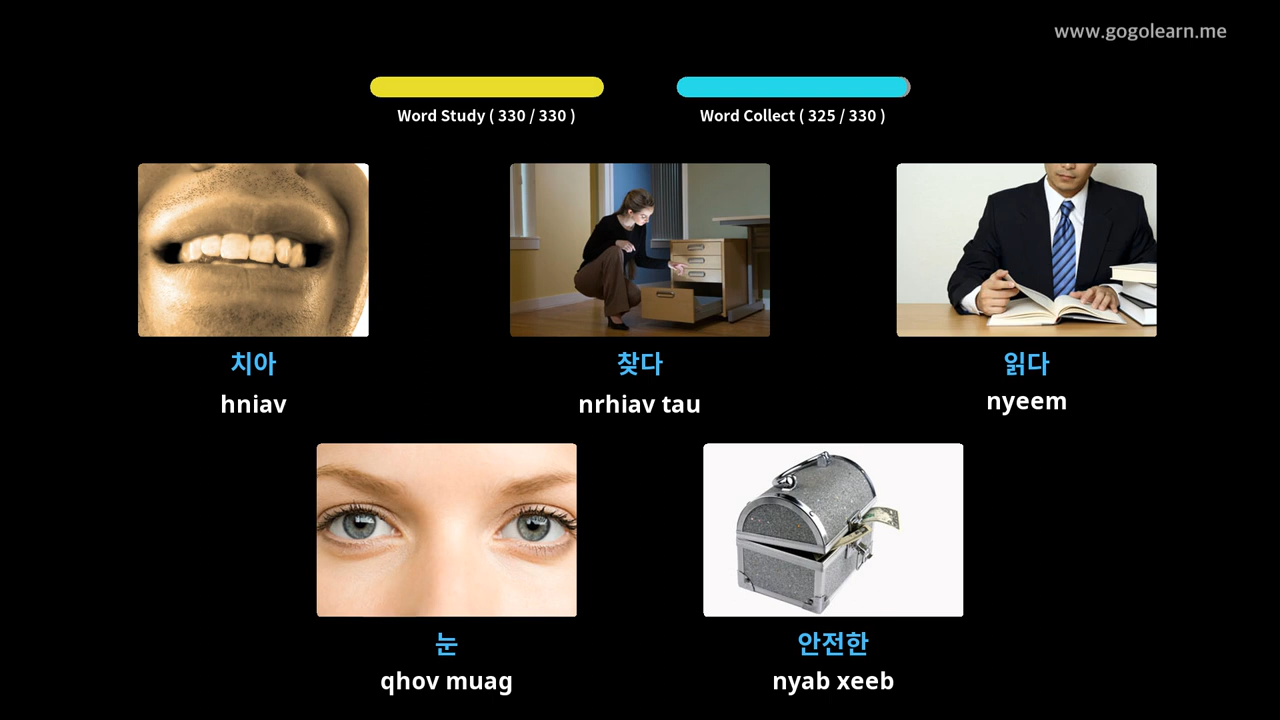 www.gogolearn.me
Word Study ( 330 / 330 )
Word Collect ( 325 / 330 )
치아
hniav
찾다
nrhiav tau
읽다
nyeem
눈
qhov muag
안전한
nyab xeeb